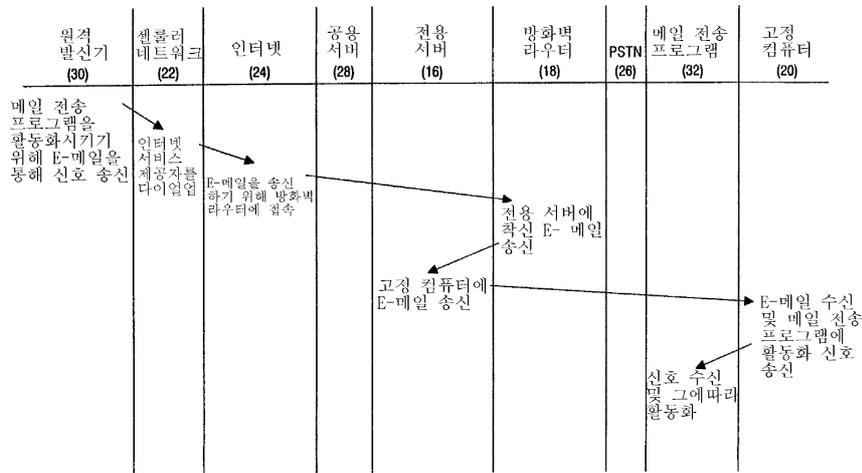 원격
발신기
(30)
셀룰러
네트워크
(22)
인터넷
(24)
공용
서버
(28)
전용
서버
(16)
방화벽
라우터
(18)
PSTN
(26)
메일 전송
프로그램
(32)
고정
컴퓨터
(20)
메일 전송
프로그램을
활동화시키기
위해 E-메일을
통해 신호 송신
인터넷
서비스
제공자를
다이얼업
E-메일을 송신
하기 위해 방화벽
라우터에 접속
전용 서버에
착신 E- 메일
송신
고정 컴퓨터에
E-메일 송신
E-메일 수신
및 메일 전송
프로그램에
활동화 신호
송신
신호 수신
및 그에따라
활동화